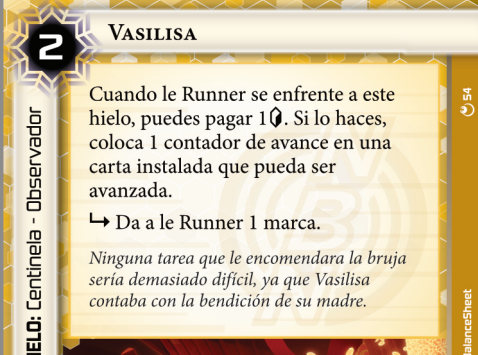 2
Vasilisa
Cuando le Runner se enfrente a este
hielo, puedes pagar 1. Si lo haces,
coloca 1 contador de avance en una
carta instalada que pueda ser
avanzada.
↳ Da a le Runner 1 marca.
Ninguna tarea que le encomendara la bruja
sería demasiado difícil, ya que Vasilisa
contaba con la bendición de su madre.
Centinela - Observador
54
NBN